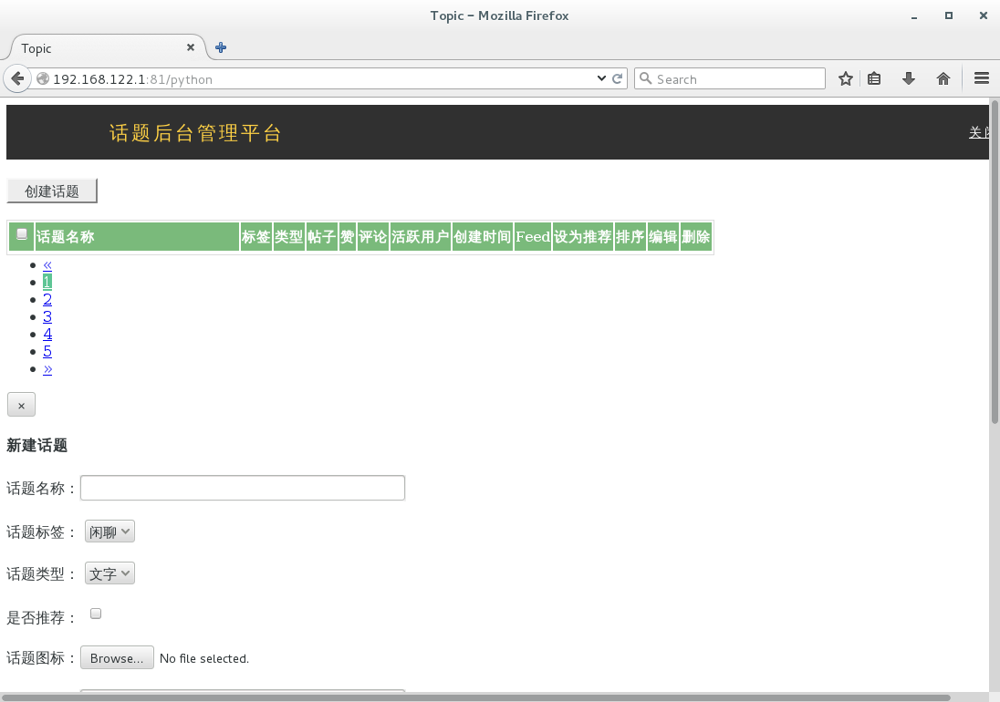 Topic - Mozilla Firefox
Topic
192.168.122.1:81/python
Search
话题后台管理平台
关
创建话题
话题名称 标签 类型 帖子 赞 评论 活跃用户 创建时间 Feed 设为推荐 排序 编辑 删除
«
1
2
3
4
5
»
×
新建话题
话题名称：
话题标签： 闲聊
话题类型： 文字
是否推荐：
话题图标： Browse... No file selected.